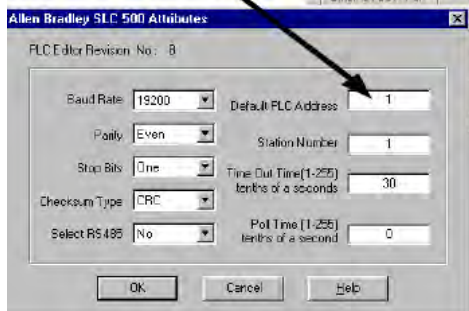 Allen Bradley SLC 500 Attributes
PLC Editor Revision No.: B
Baud Rate 19200
Default PLC Address 1
Parity Even
Station Number 1
Stop Bits One
Time Out Time(1-255)
tenths of a seconds 30
Checksum Type CRC
Poll Time (1-255)
tenths of a second 0
Select RS485 No
OK Cancel Help